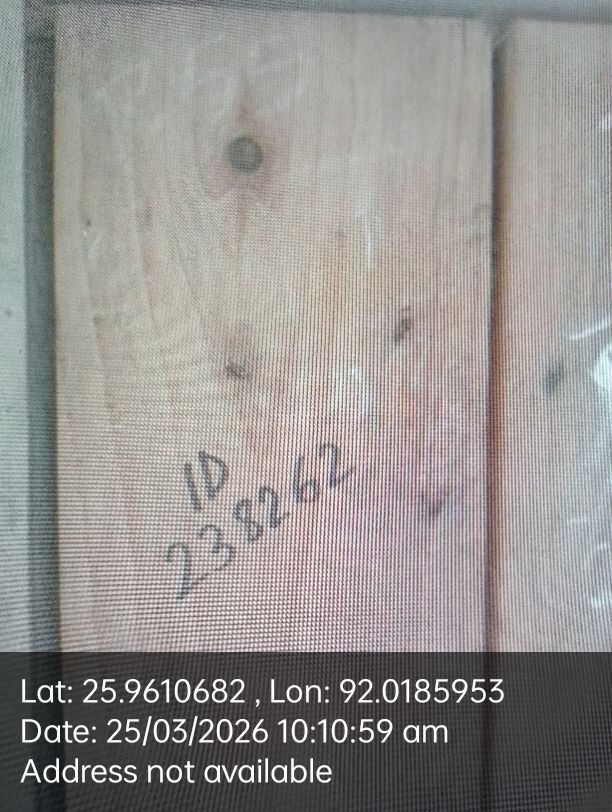 ID
238262
Lat: 25.9610682 , Lon: 92.0185953
Date: 25/03/2026 10:10:59 am
Address not available